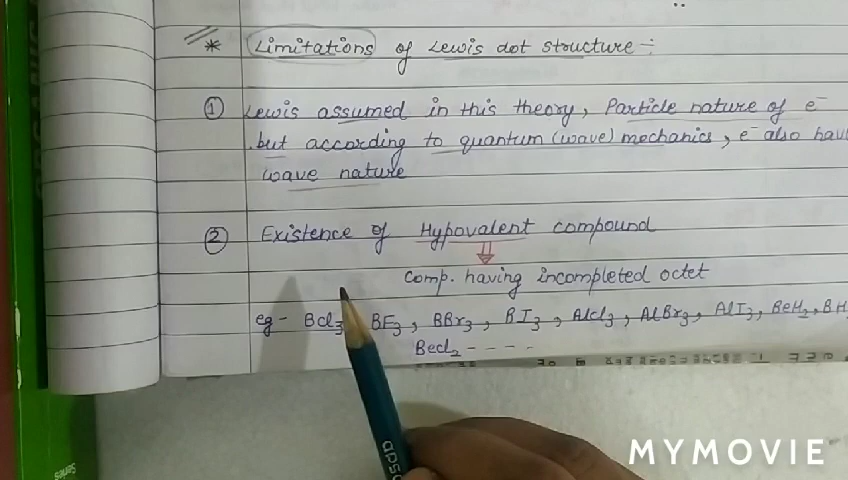 * Limitations of Lewis dot structure :-
① Lewis assumed in this theory, Particle nature of e⁻
but according to quantum (wave) mechanics, e⁻ also hav
wave nature
② Existence of Hypovalent compound
⇓
Comp. having incompleted octet
eg - BCl3, BF3, BBr3, BI3, AlCl3, AlBr3, AlI3, BeH2, BH
BeCl2 - - - -
MYMOVIE